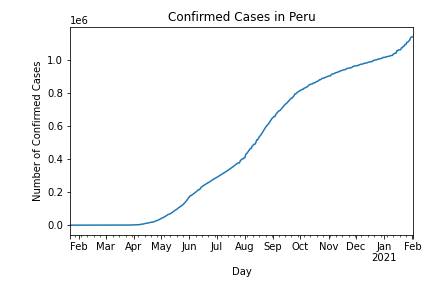 Confirmed Cases in Peru
1e6
1.0
0.8
0.6
0.4
0.2
0.0
Number of Confirmed Cases
Feb Mar Apr May Jun Jul Aug Sep Oct Nov Dec Jan Feb
2021
Day